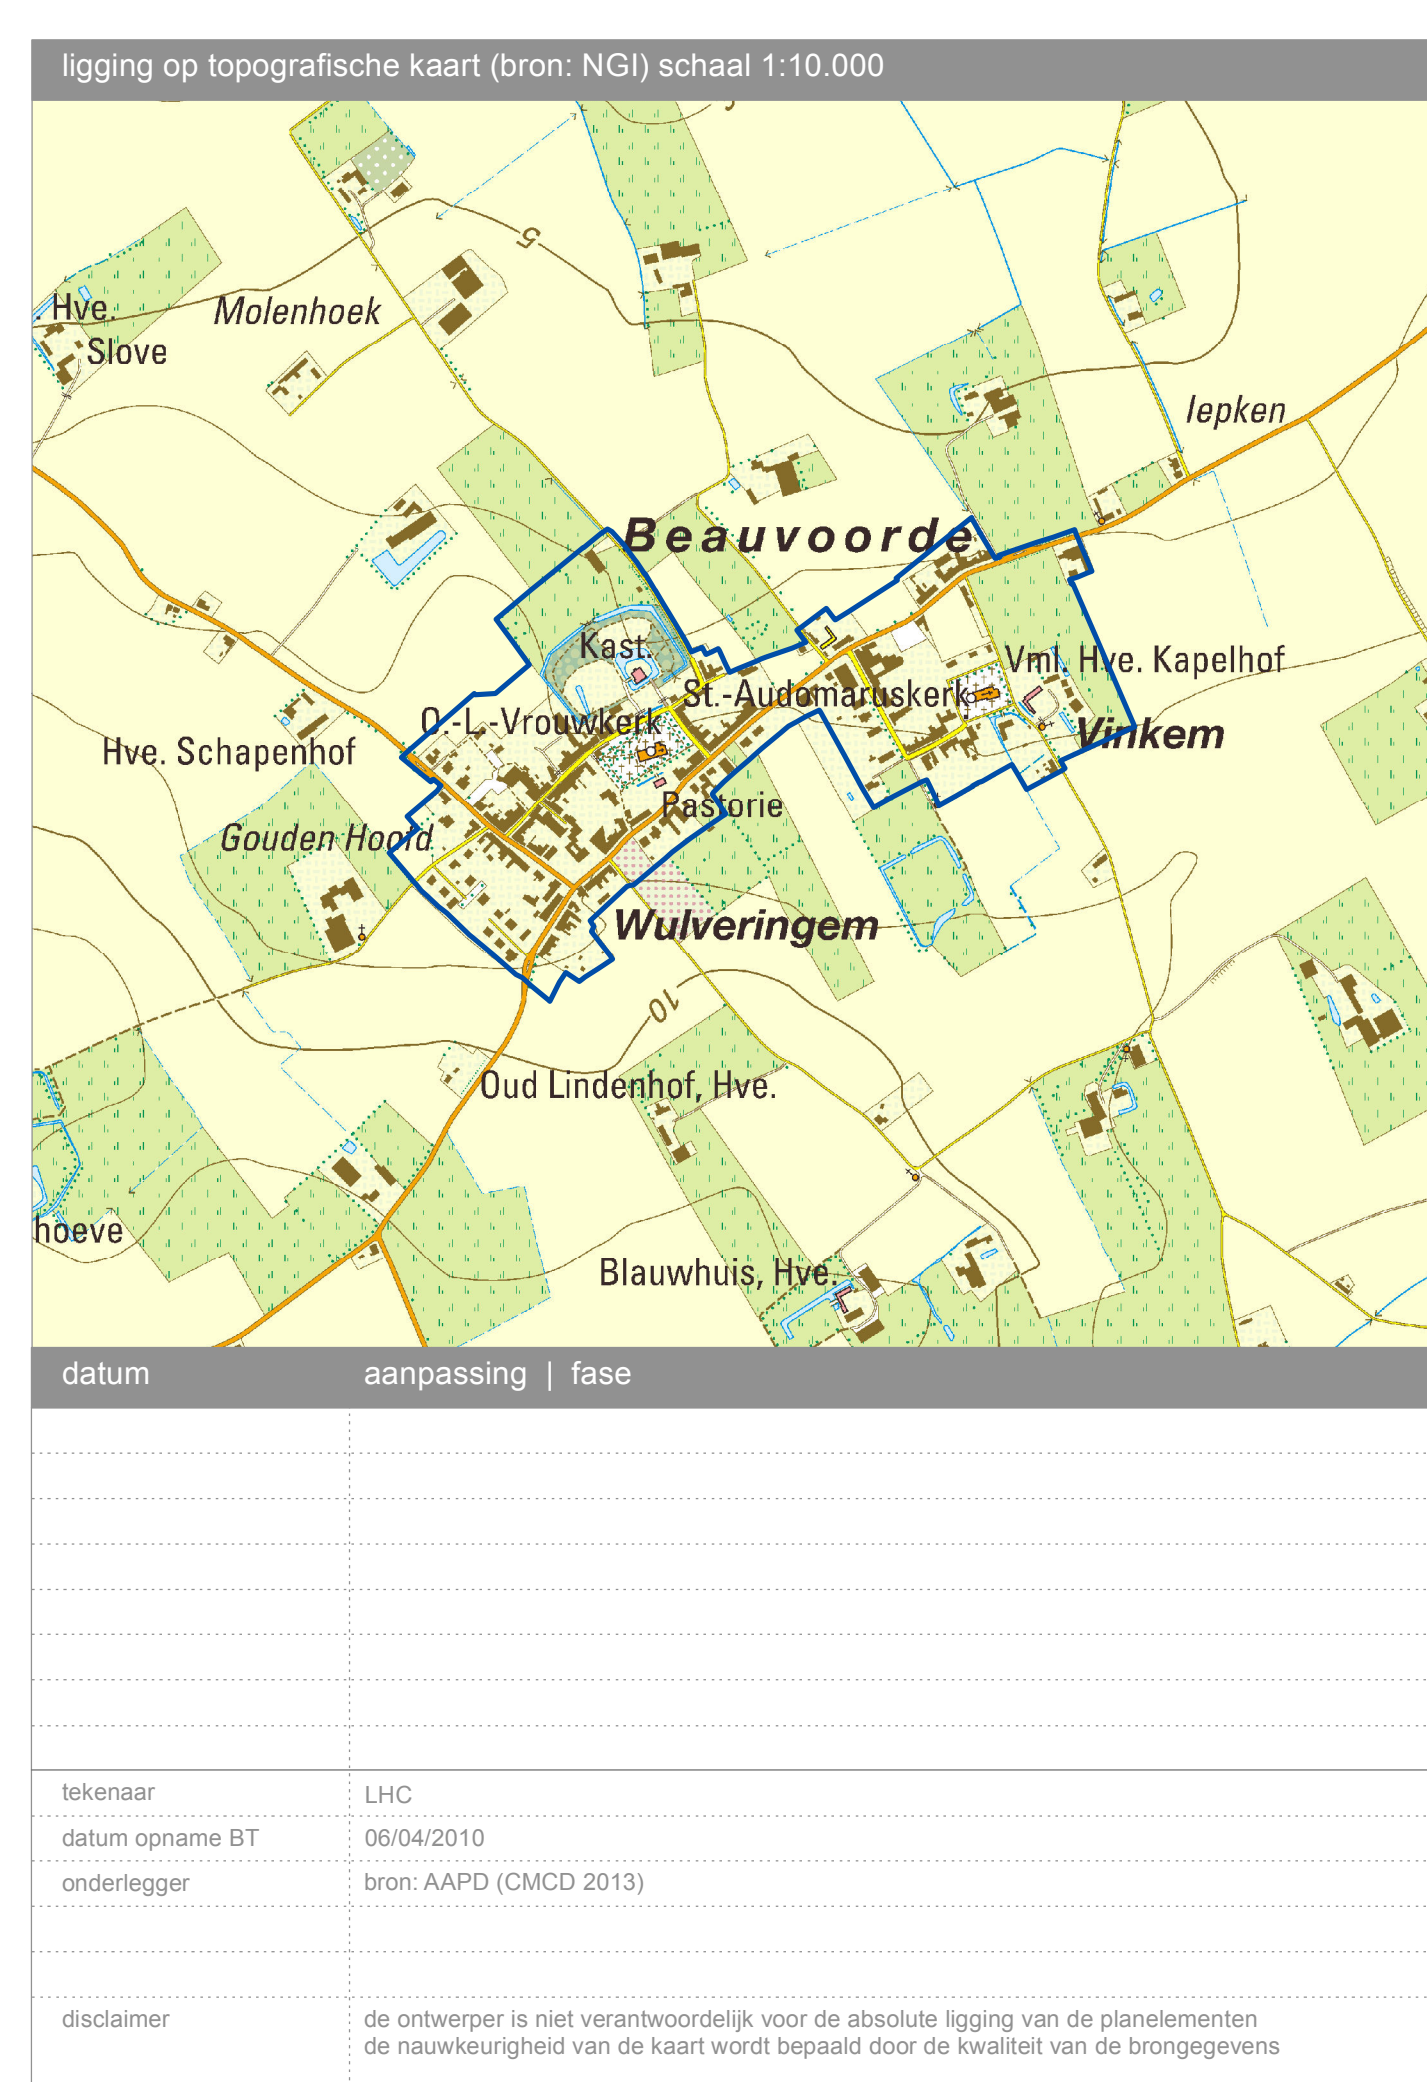 ligging op topografische kaart (bron: NGI) schaal 1:10.000
5
. Hve.
Slove
Molenhoek
Iepken
Beauvoorde
Kast.
Vml. Hve. Kapelhof
St.-Audomaruskerk
O.-L.-Vrouwkerk
Vinkem
Hve. Schapenhof
Pastorie
Gouden Hoofd
Wulveringem
10
Oud Lindenhof, Hve.
hoeve
Blauwhuis, Hve.
datum aanpassing | fase
tekenaar LHC
datum opname BT 06/04/2010
onderlegger bron: AAPD (CMCD 2013)
disclaimer de ontwerper is niet verantwoordelijk voor de absolute ligging van de planelementen
de nauwkeurigheid van de kaart wordt bepaald door de kwaliteit van de brongegevens